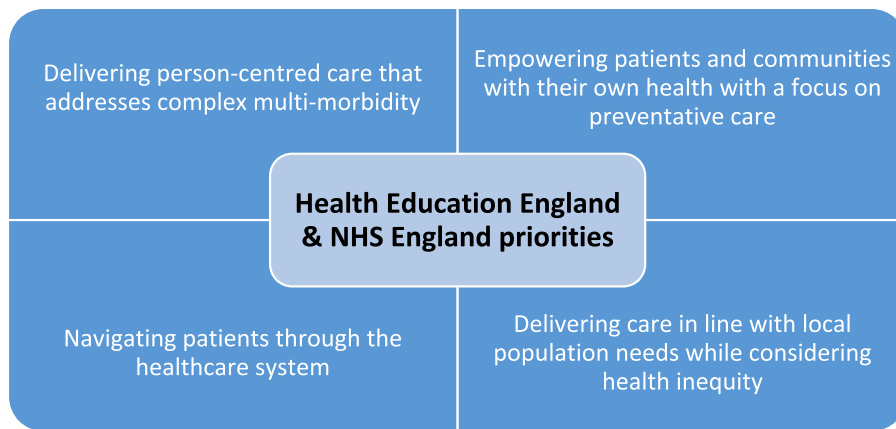 Delivering person-centred care that
addresses complex multi-morbidity
Empowering patients and communities
with their own health with a focus on
preventative care
Health Education England
& NHS England priorities
Navigating patients through the
healthcare system
Delivering care in line with local
population needs while considering
health inequity